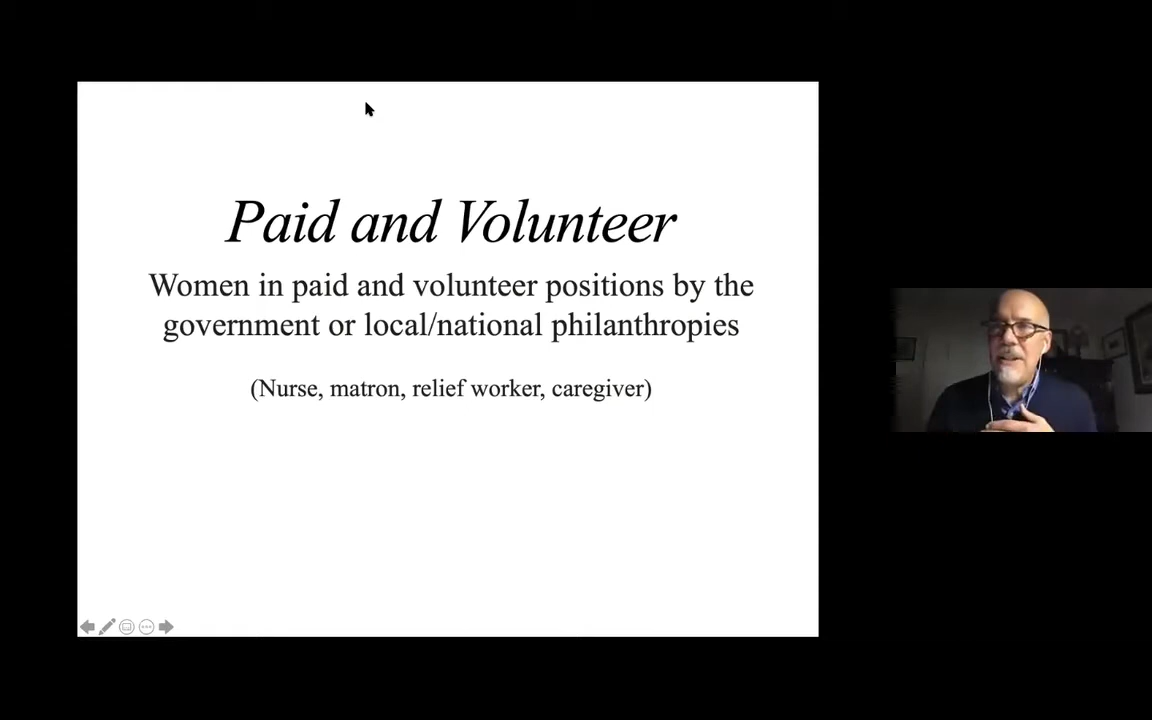 Paid and Volunteer
Women in paid and volunteer positions by the
government or local/national philanthropies
(Nurse, matron, relief worker, caregiver)